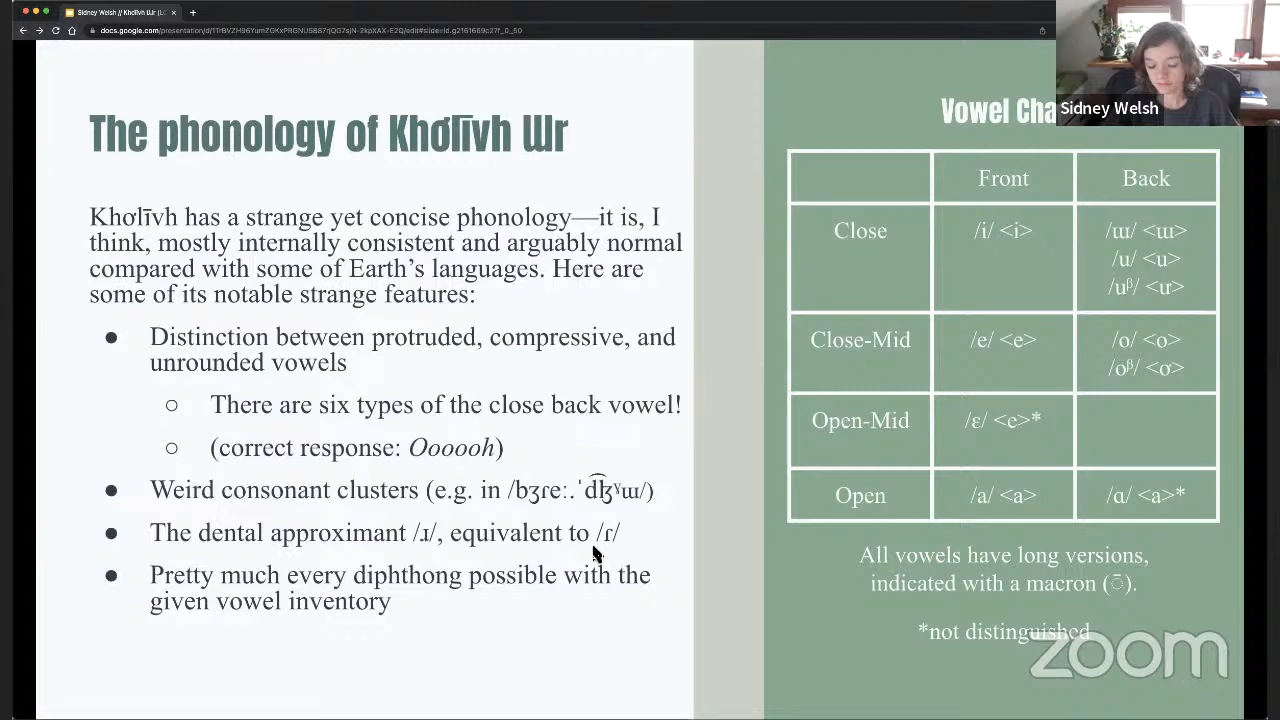 Sidney Welsh // Khơlīvh Ɯr (LC
docs.google.com/presentation/d/1TrBVZH96YumZGKxPRGNU5B87rjQG7sjN-2kpXAX-E2Q/edit#slide=id.g2161669c27f_0_50
Sidney Welsh
The phonology of Khơlīvh Ɯr
Khơlīvh has a strange yet concise phonology—it is, I
think, mostly internally consistent and arguably normal
compared with some of Earth’s languages. Here are
some of its notable strange features:
● Distinction between protruded, compressive, and
unrounded vowels
○ There are six types of the close back vowel!
○ (correct response: Oooooh)
● Weird consonant clusters (e.g. in /bʒɾeː.ˈd͡ɮˠɯ/)
● The dental approximant /ɹ/, equivalent to /ɾ/
● Pretty much every diphthong possible with the
given vowel inventory
Vowel Cha
Front Back
Close /i/ <i> /ɯ/ <ɯ>
/u/ <u>
/uᵝ/ <ư>
Close-Mid /e/ <e> /o/ <o>
/oᵝ/ <ơ>
Open-Mid /ɛ/ <e>*
Open /a/ <a> /ɑ/ <a>*
All vowels have long versions,
indicated with a macron (◌̄).
*not distinguished
zoom